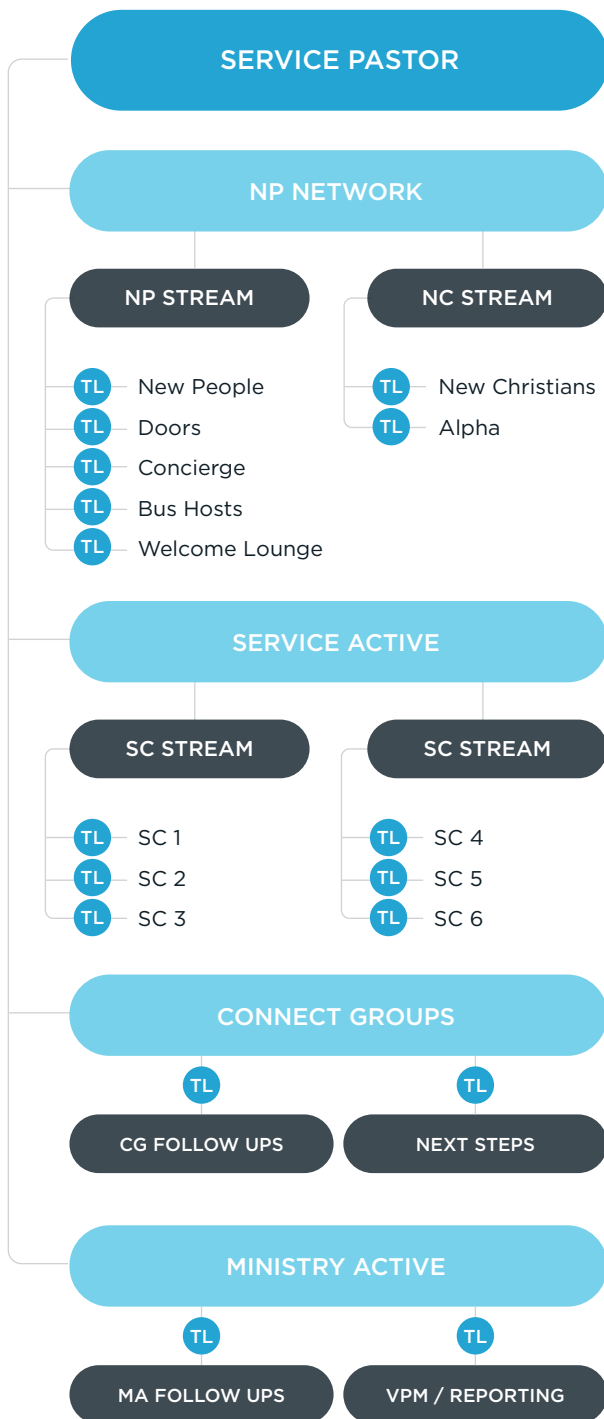 SERVICE PASTOR
NP NETWORK
NP STREAM
TL New People
TL Doors
TL Concierge
TL Bus Hosts
TL Welcome Lounge
NC STREAM
TL New Christians
TL Alpha
SERVICE ACTIVE
SC STREAM
TL SC 1
TL SC 2
TL SC 3
SC STREAM
TL SC 4
TL SC 5
TL SC 6
CONNECT GROUPS
TL
CG FOLLOW UPS
TL
NEXT STEPS
MINISTRY ACTIVE
TL
MA FOLLOW UPS
TL
VPM / REPORTING